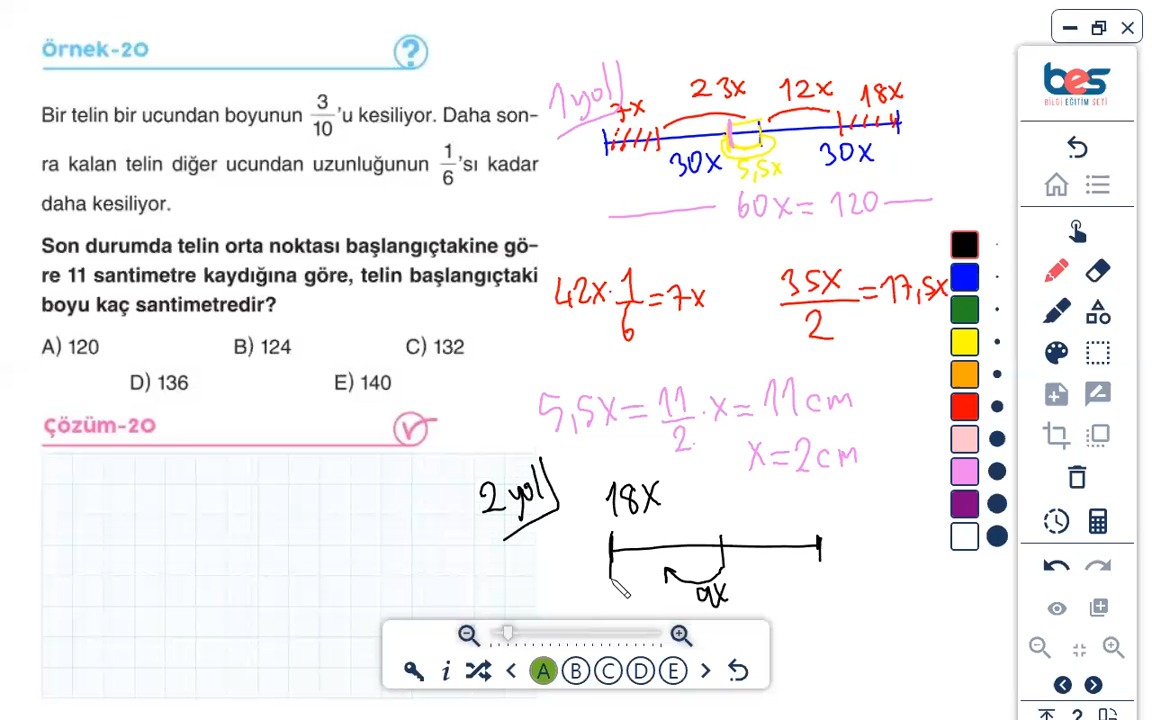 Örnek-20
Bir telin bir ucundan boyunun 3/10 'u kesiliyor. Daha son-
ra kalan telin diğer ucundan uzunluğunun 1/6 'sı kadar
daha kesiliyor.
Son durumda telin orta noktası başlangıçtakine gö-
re 11 santimetre kaydığına göre, telin başlangıçtaki
boyu kaç santimetredir?
A) 120 B) 124 C) 132
D) 136 E) 140
Çözüm-20
1 yol
7x 23x 12x 18x
30x 5,5x 30x
60x = 120
42x · 1/6 = 7x
35x/2 = 17,5x
5,5x = 11/2 · x = 11 cm
x = 2 cm
2 yol
18x
9x
bes
BİLGİ EĞİTİM SETİ
i A B C D E
2